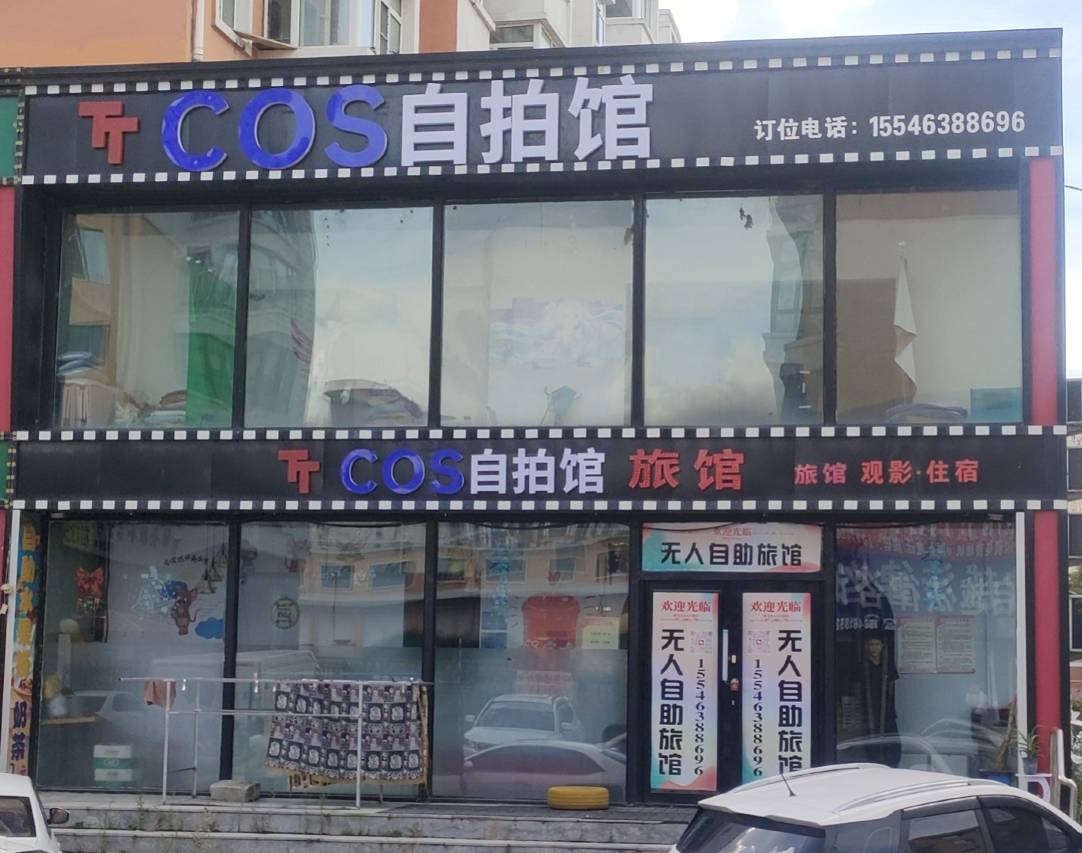 TT COS自拍馆
订位电话：15546388696
TT COS自拍馆 旅馆 旅馆 观影·住宿
欢迎光临
无人自助旅馆
欢迎光临
无人自助旅馆
15546388696
欢迎光临
无人自助旅馆
15546388696
奶茶
法律咨